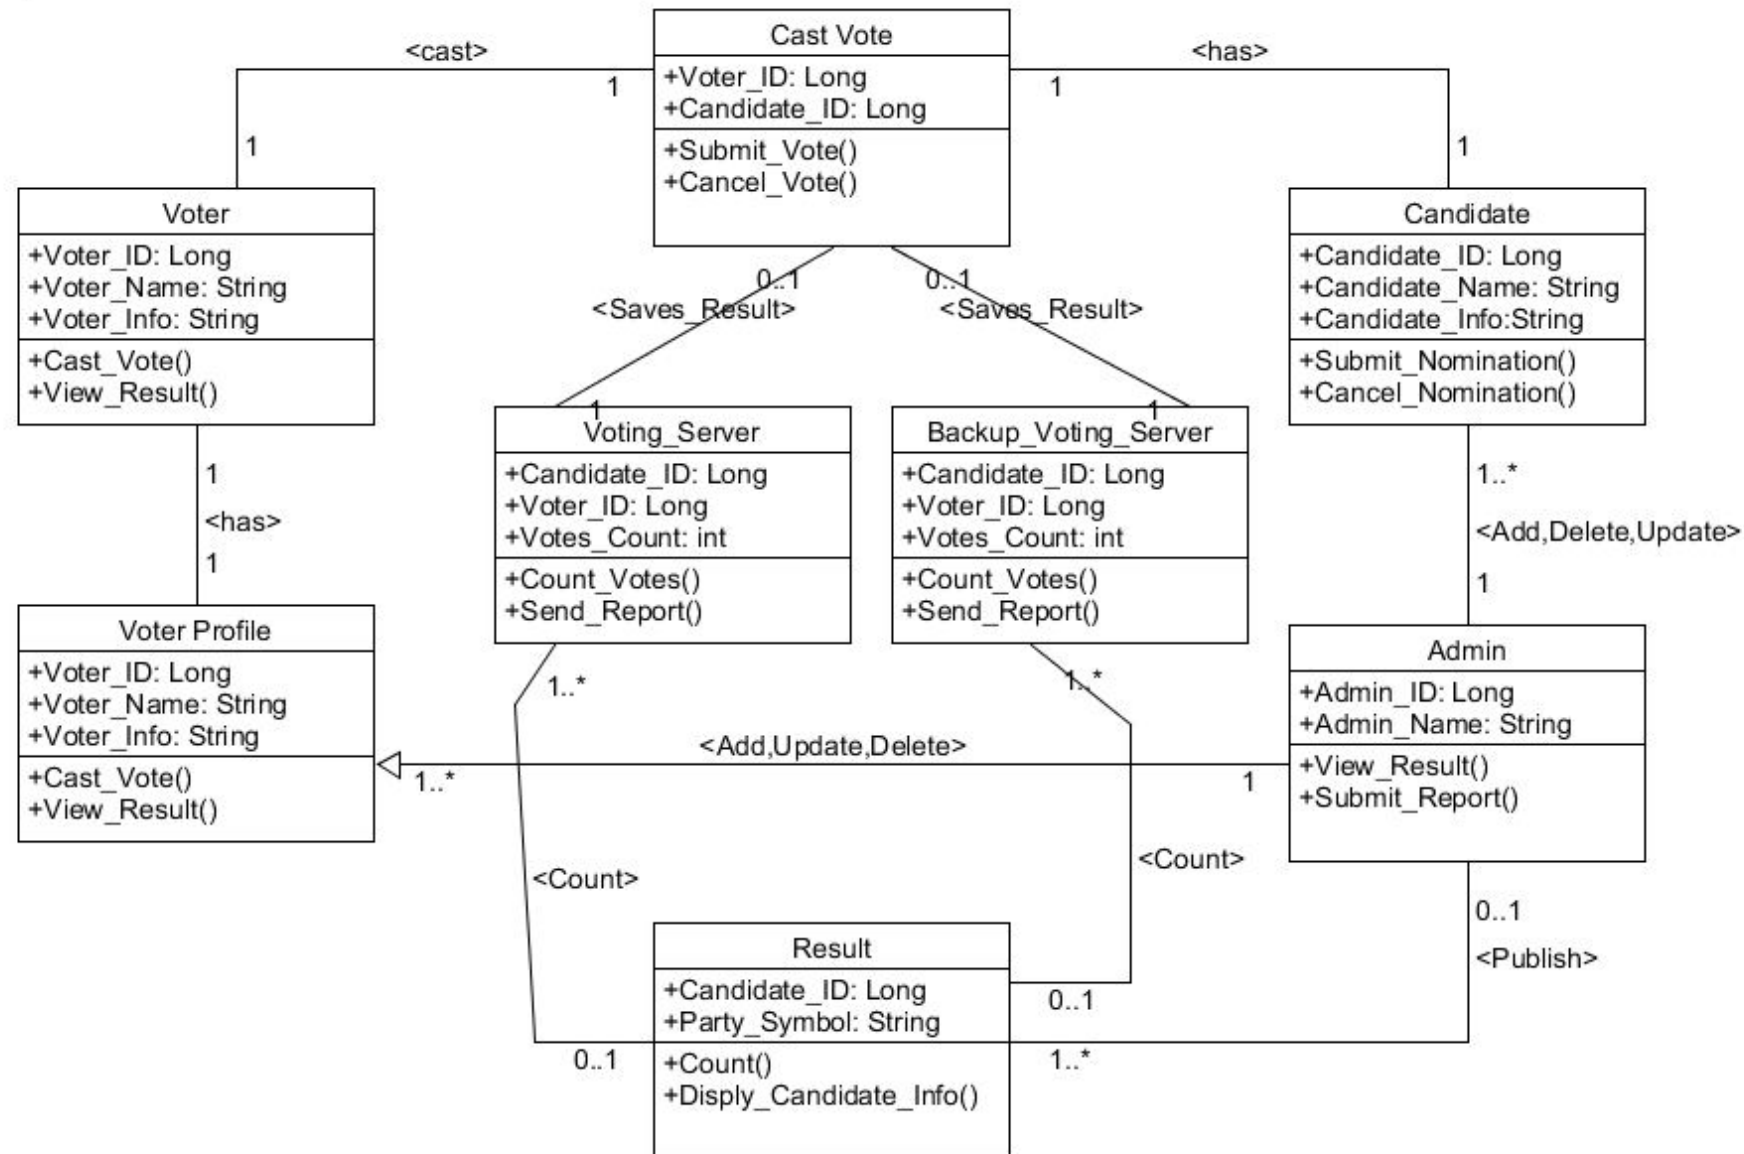 Cast Vote
+Voter_ID: Long
+Candidate_ID: Long
+Submit_Vote()
+Cancel_Vote()
<cast>
1
1
<has>
1
1
Voter
+Voter_ID: Long
+Voter_Name: String
+Voter_Info: String
+Cast_Vote()
+View_Result()
Candidate
+Candidate_ID: Long
+Candidate_Name: String
+Candidate_Info:String
+Submit_Nomination()
+Cancel_Nomination()
0..1
<Saves_Result>
1
0..1
<Saves_Result>
1
Voting_Server
+Candidate_ID: Long
+Voter_ID: Long
+Votes_Count: int
+Count_Votes()
+Send_Report()
Backup_Voting_Server
+Candidate_ID: Long
+Voter_ID: Long
+Votes_Count: int
+Count_Votes()
+Send_Report()
1
<has>
1
1..*
<Add,Delete,Update>
1
Voter Profile
+Voter_ID: Long
+Voter_Name: String
+Voter_Info: String
+Cast_Vote()
+View_Result()
Admin
+Admin_ID: Long
+Admin_Name: String
+View_Result()
+Submit_Report()
1..*
1..*
<Add,Update,Delete>
1..*
1
<Count>
<Count>
0..1
<Publish>
Result
+Candidate_ID: Long
+Party_Symbol: String
+Count()
+Disply_Candidate_Info()
0..1
0..1
1..*